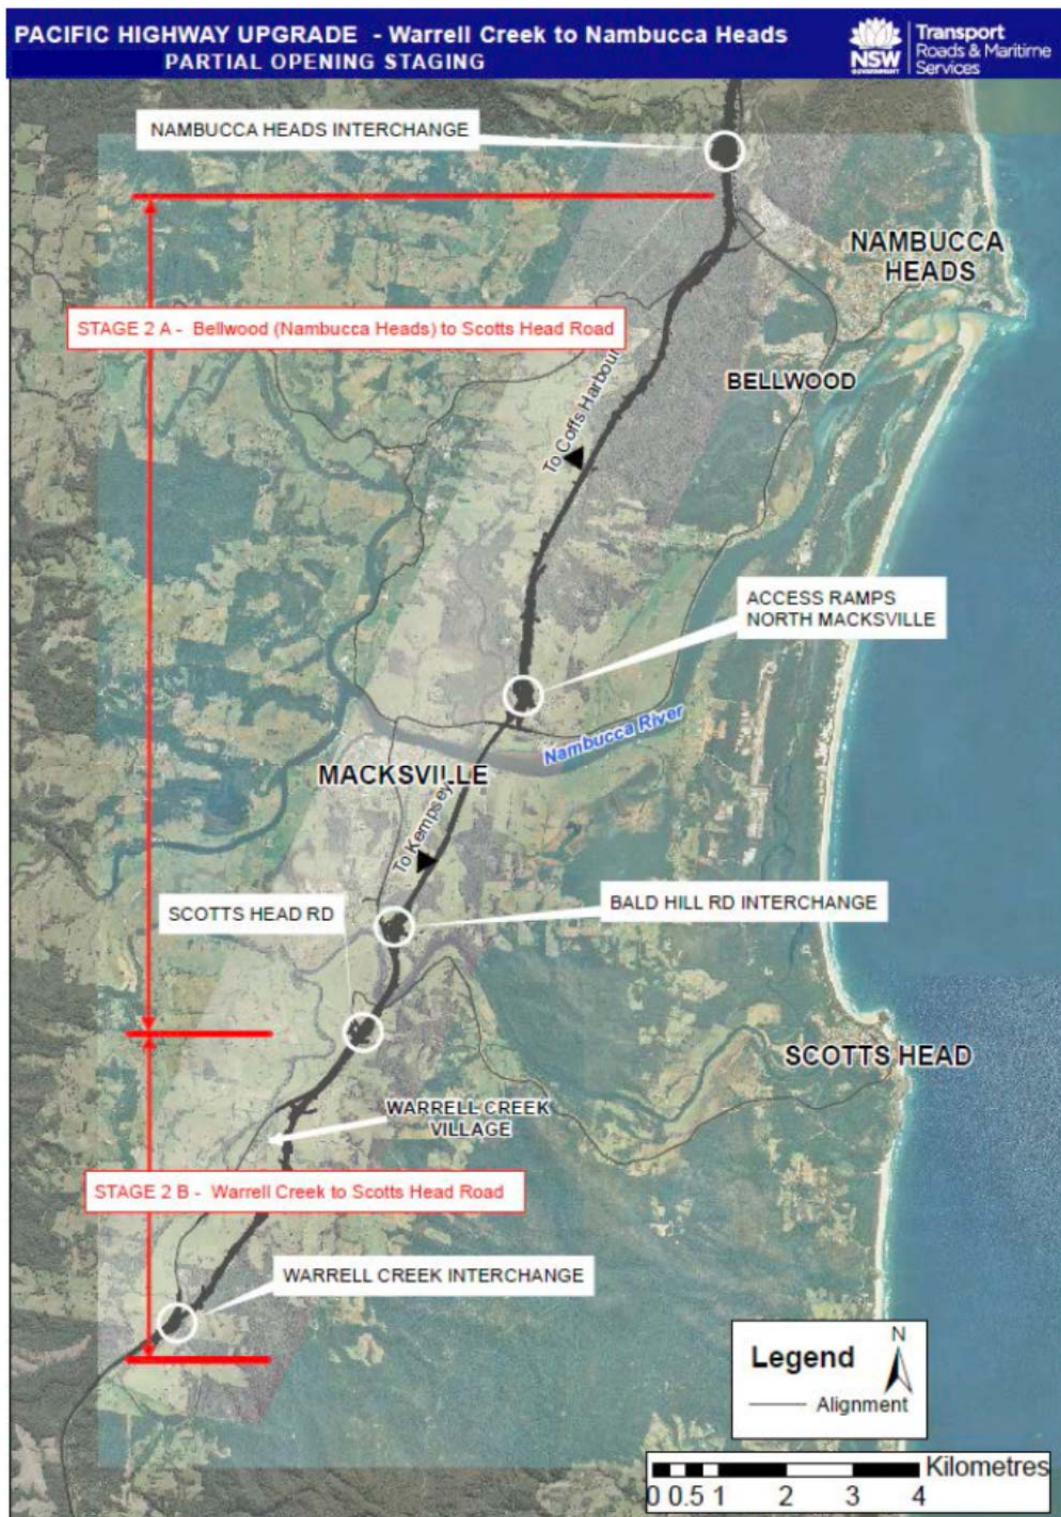 PACIFIC HIGHWAY UPGRADE - Warrell Creek to Nambucca Heads
PARTIAL OPENING STAGING
NSW
GOVERNMENT
Transport
Roads & Maritime
Services
NAMBUCCA HEADS INTERCHANGE
NAMBUCCA
HEADS
STAGE 2 A - Bellwood (Nambucca Heads) to Scotts Head Road
BELLWOOD
To Coffs Harbour
ACCESS RAMPS
NORTH MACKSVILLE
Nambucca River
MACKSVILLE
To Kempsey
SCOTTS HEAD RD
BALD HILL RD INTERCHANGE
SCOTTS HEAD
WARRELL CREEK
VILLAGE
STAGE 2 B - Warrell Creek to Scotts Head Road
WARRELL CREEK INTERCHANGE
N
Legend
Alignment
Kilometres
0 0.5 1 2 3 4